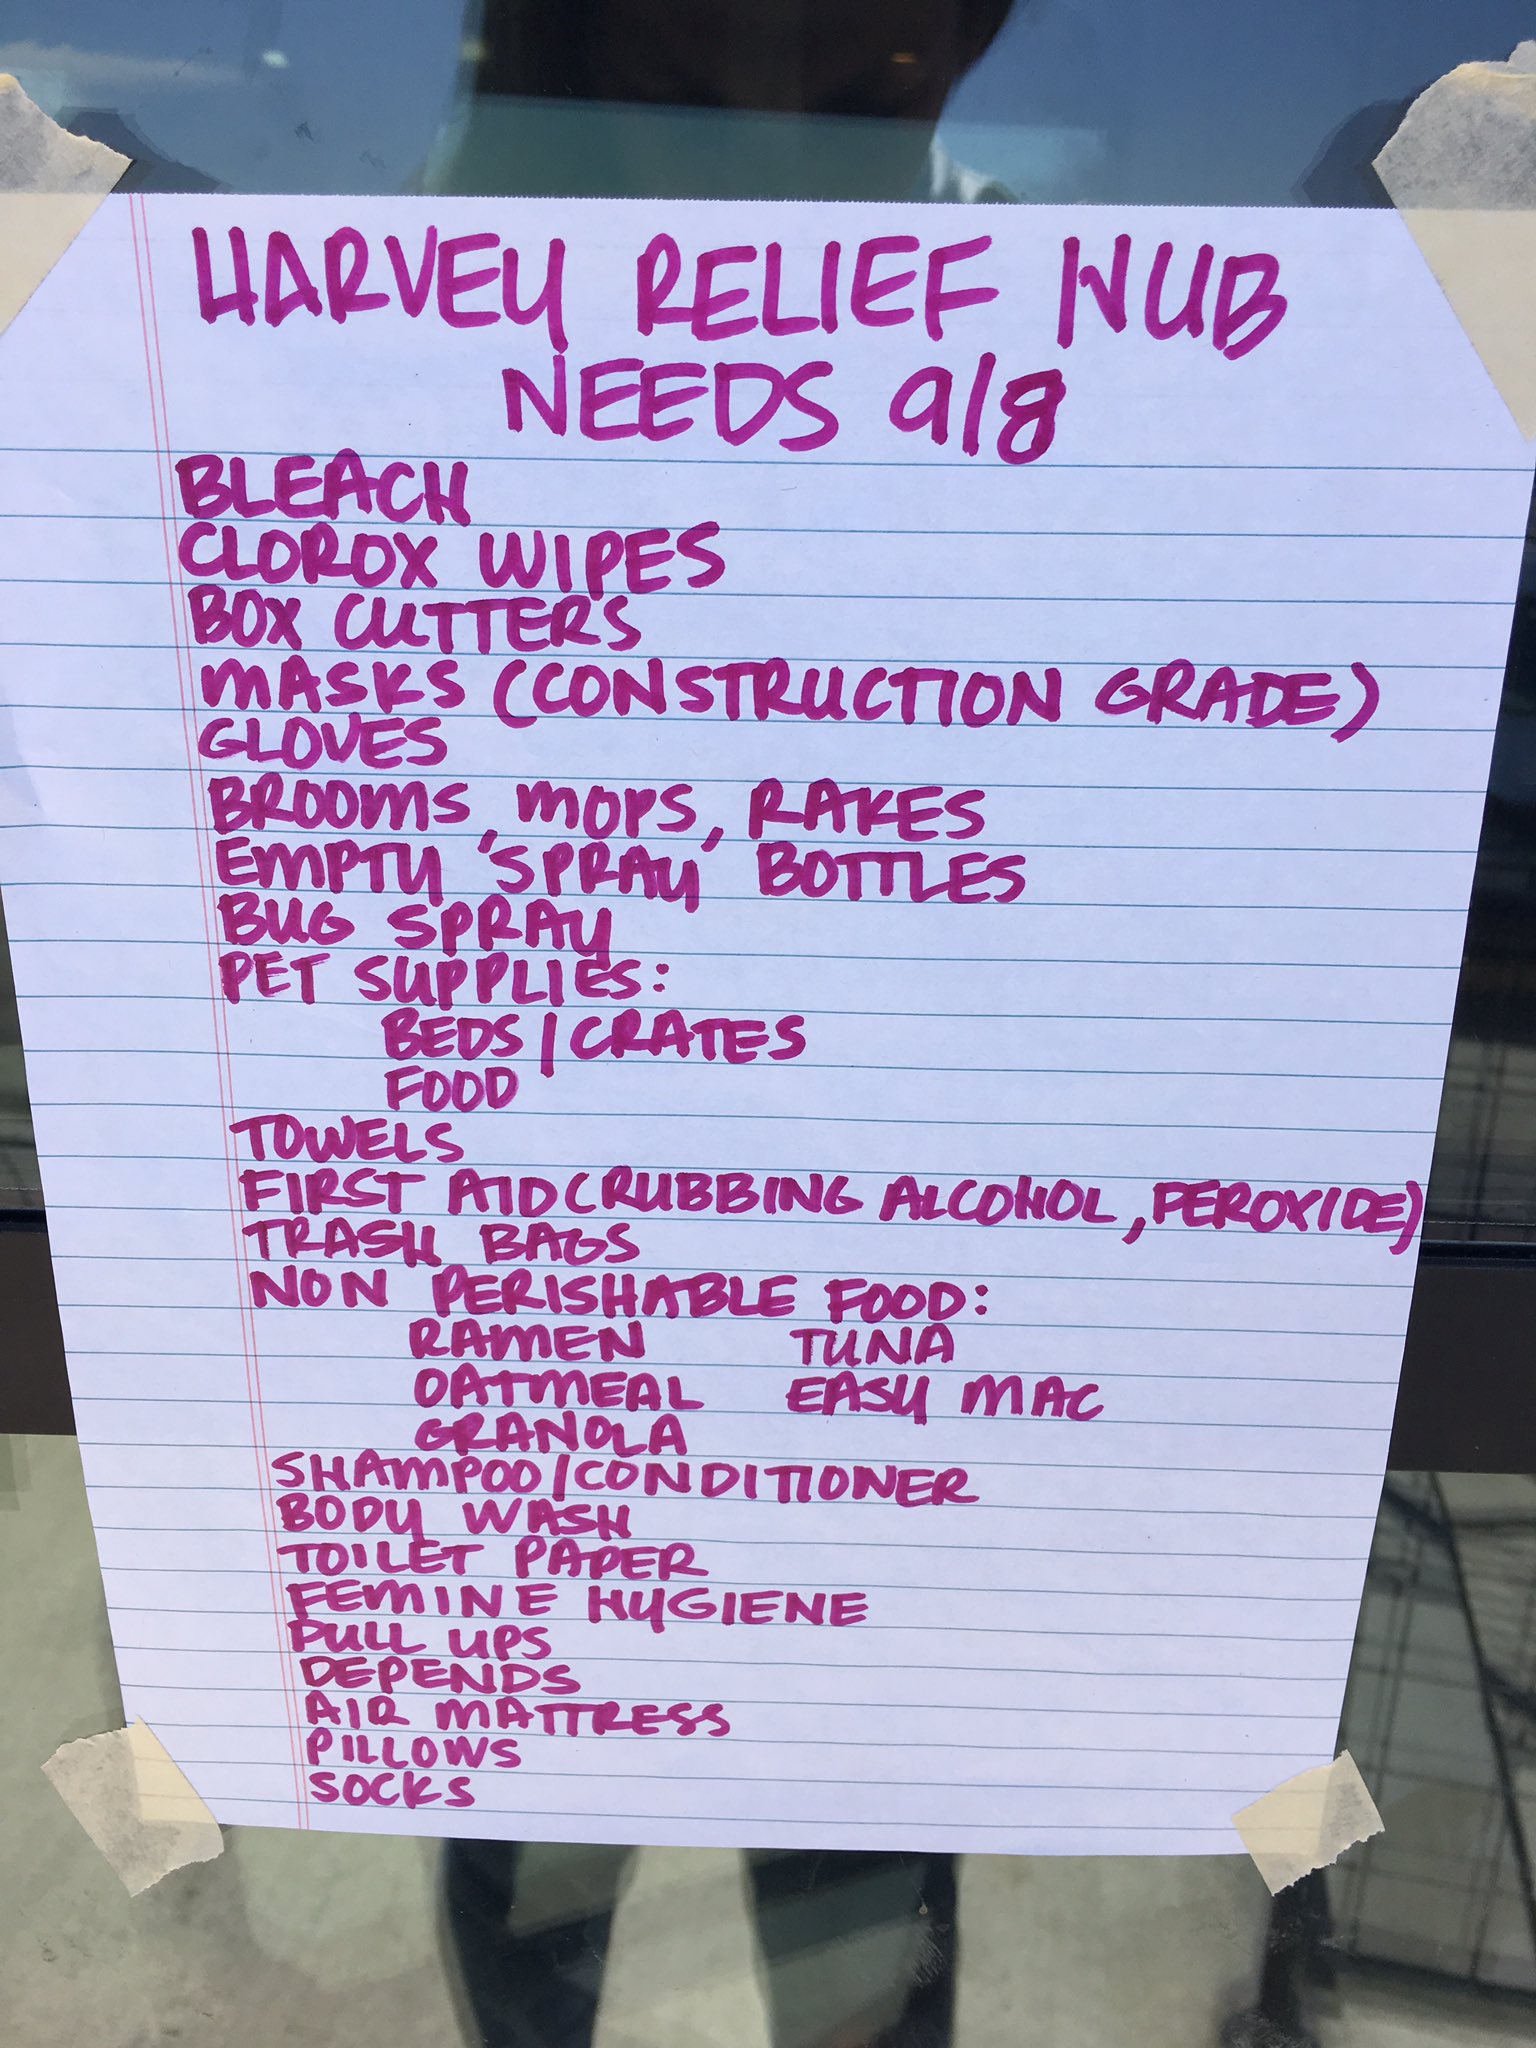 HARVEY RELIEF HUB
NEEDS 9/8
BLEACH
CLOROX WIPES
BOX CUTTERS
MASKS (CONSTRUCTION GRADE)
GLOVES
BROOMS, MOPS, RAKES
EMPTY 'SPRAY' BOTTLES
BUG SPRAY
PET SUPPLIES:
BEDS/CRATES
FOOD
TOWELS
FIRST AID (RUBBING ALCOHOL, PEROXIDE)
TRASH BAGS
NON PERISHABLE FOOD:
RAMEN TUNA
OATMEAL EASY MAC
GRANOLA
SHAMPOO/CONDITIONER
BODY WASH
TOILET PAPER
FEMINE HYGIENE
PULL UPS
DEPENDS
AIR MATTRESS
PILLOWS
SOCKS